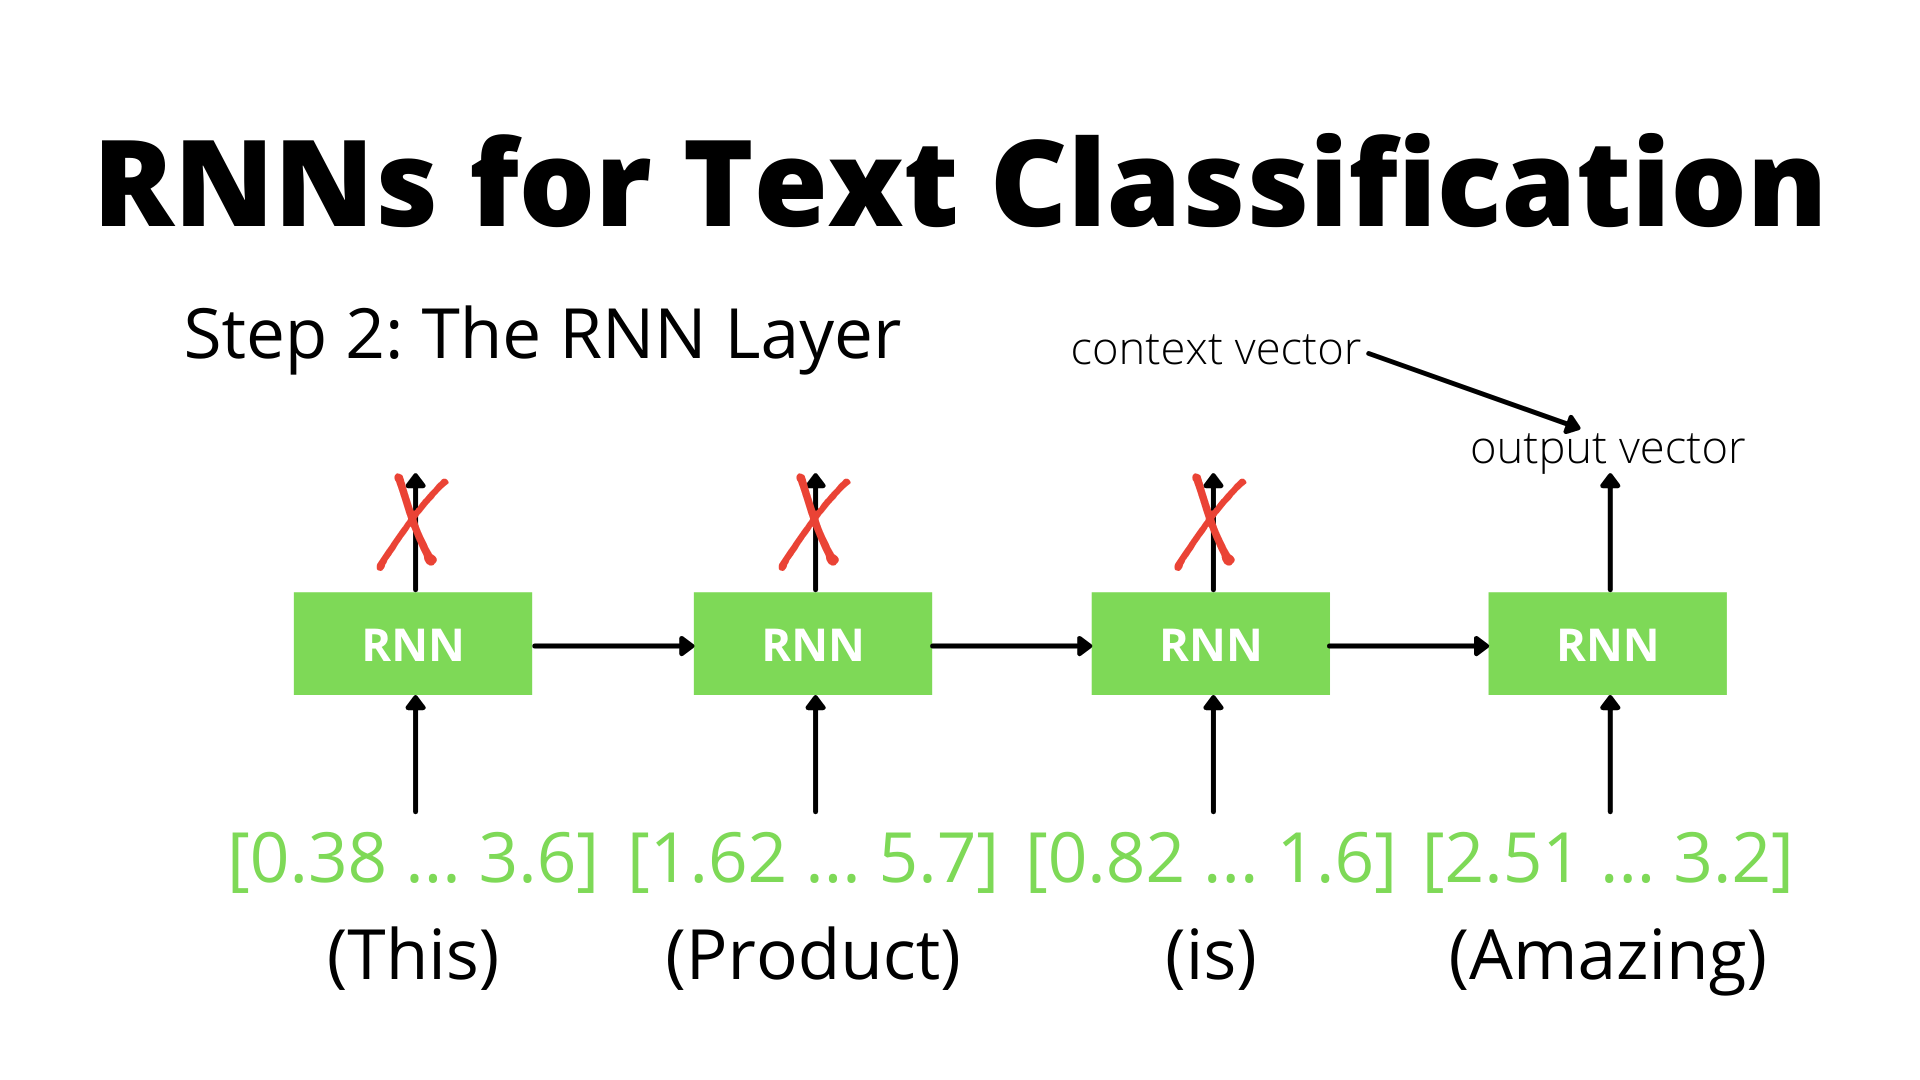 RNNs for Text Classification
Step 2: The RNN Layer
context vector
output vector
RNN RNN RNN RNN
[0.38 ... 3.6] [1.62 ... 5.7] [0.82 ... 1.6] [2.51 ... 3.2]
(This) (Product) (is) (Amazing)